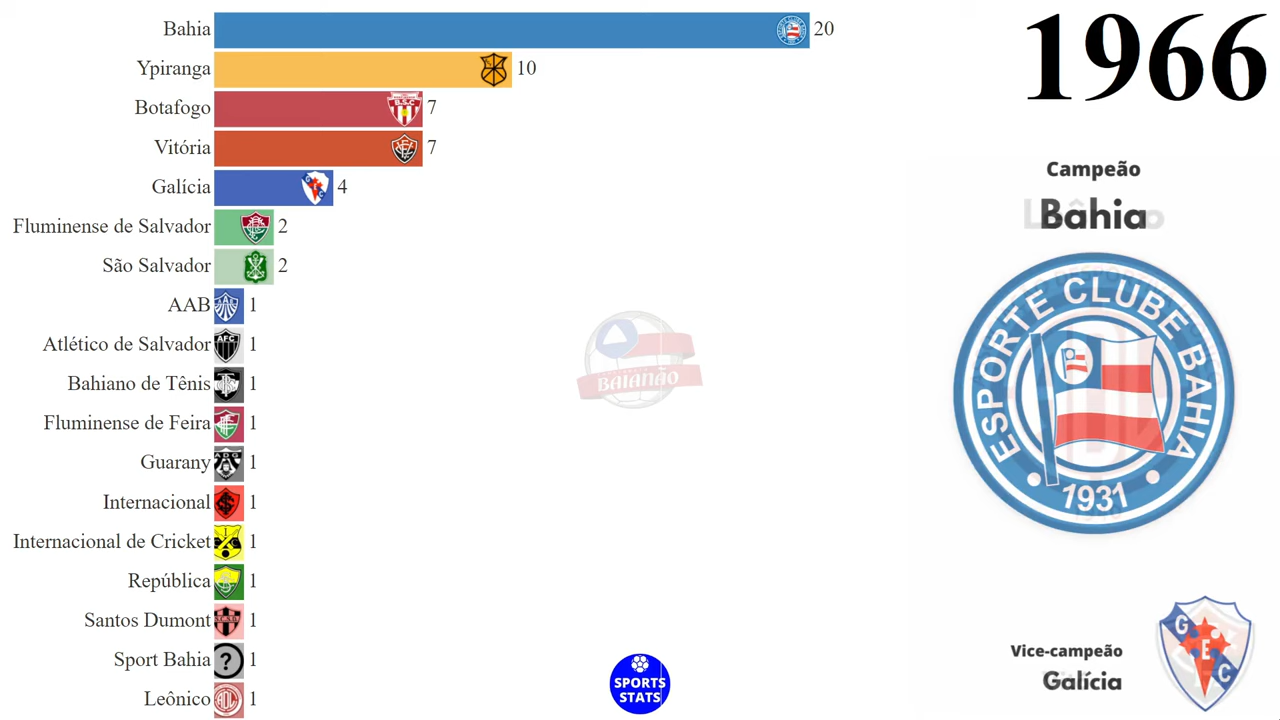 1966
Bahia 20
Ypiranga 10
Botafogo 7
Vitória 7
Galícia 4
Fluminense de Salvador 2
São Salvador 2
AAB 1
Atlético de Salvador 1
Bahiano de Tênis 1
Fluminense de Feira 1
Guarany 1
Internacional 1
Internacional de Cricket 1
República 1
Santos Dumont 1
Sport Bahia 1
Leônico 1
B.S.C
AFC
ADG
?
BAIANÃO
SPORTS
STATS
Campeão
Bahia
ESPORTE CLUBE BAHIA
1931
Vice-campeão
Galícia
G
E
C